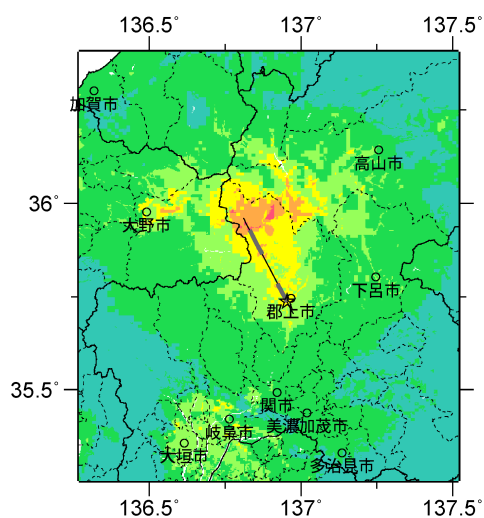 136.5° 137° 137.5°
加賀市
高山市
36°
大野市
下呂市
郡上市
35.5°
関市
岐阜市 美濃加茂市
大垣市
多治見市
136.5° 137° 137.5°